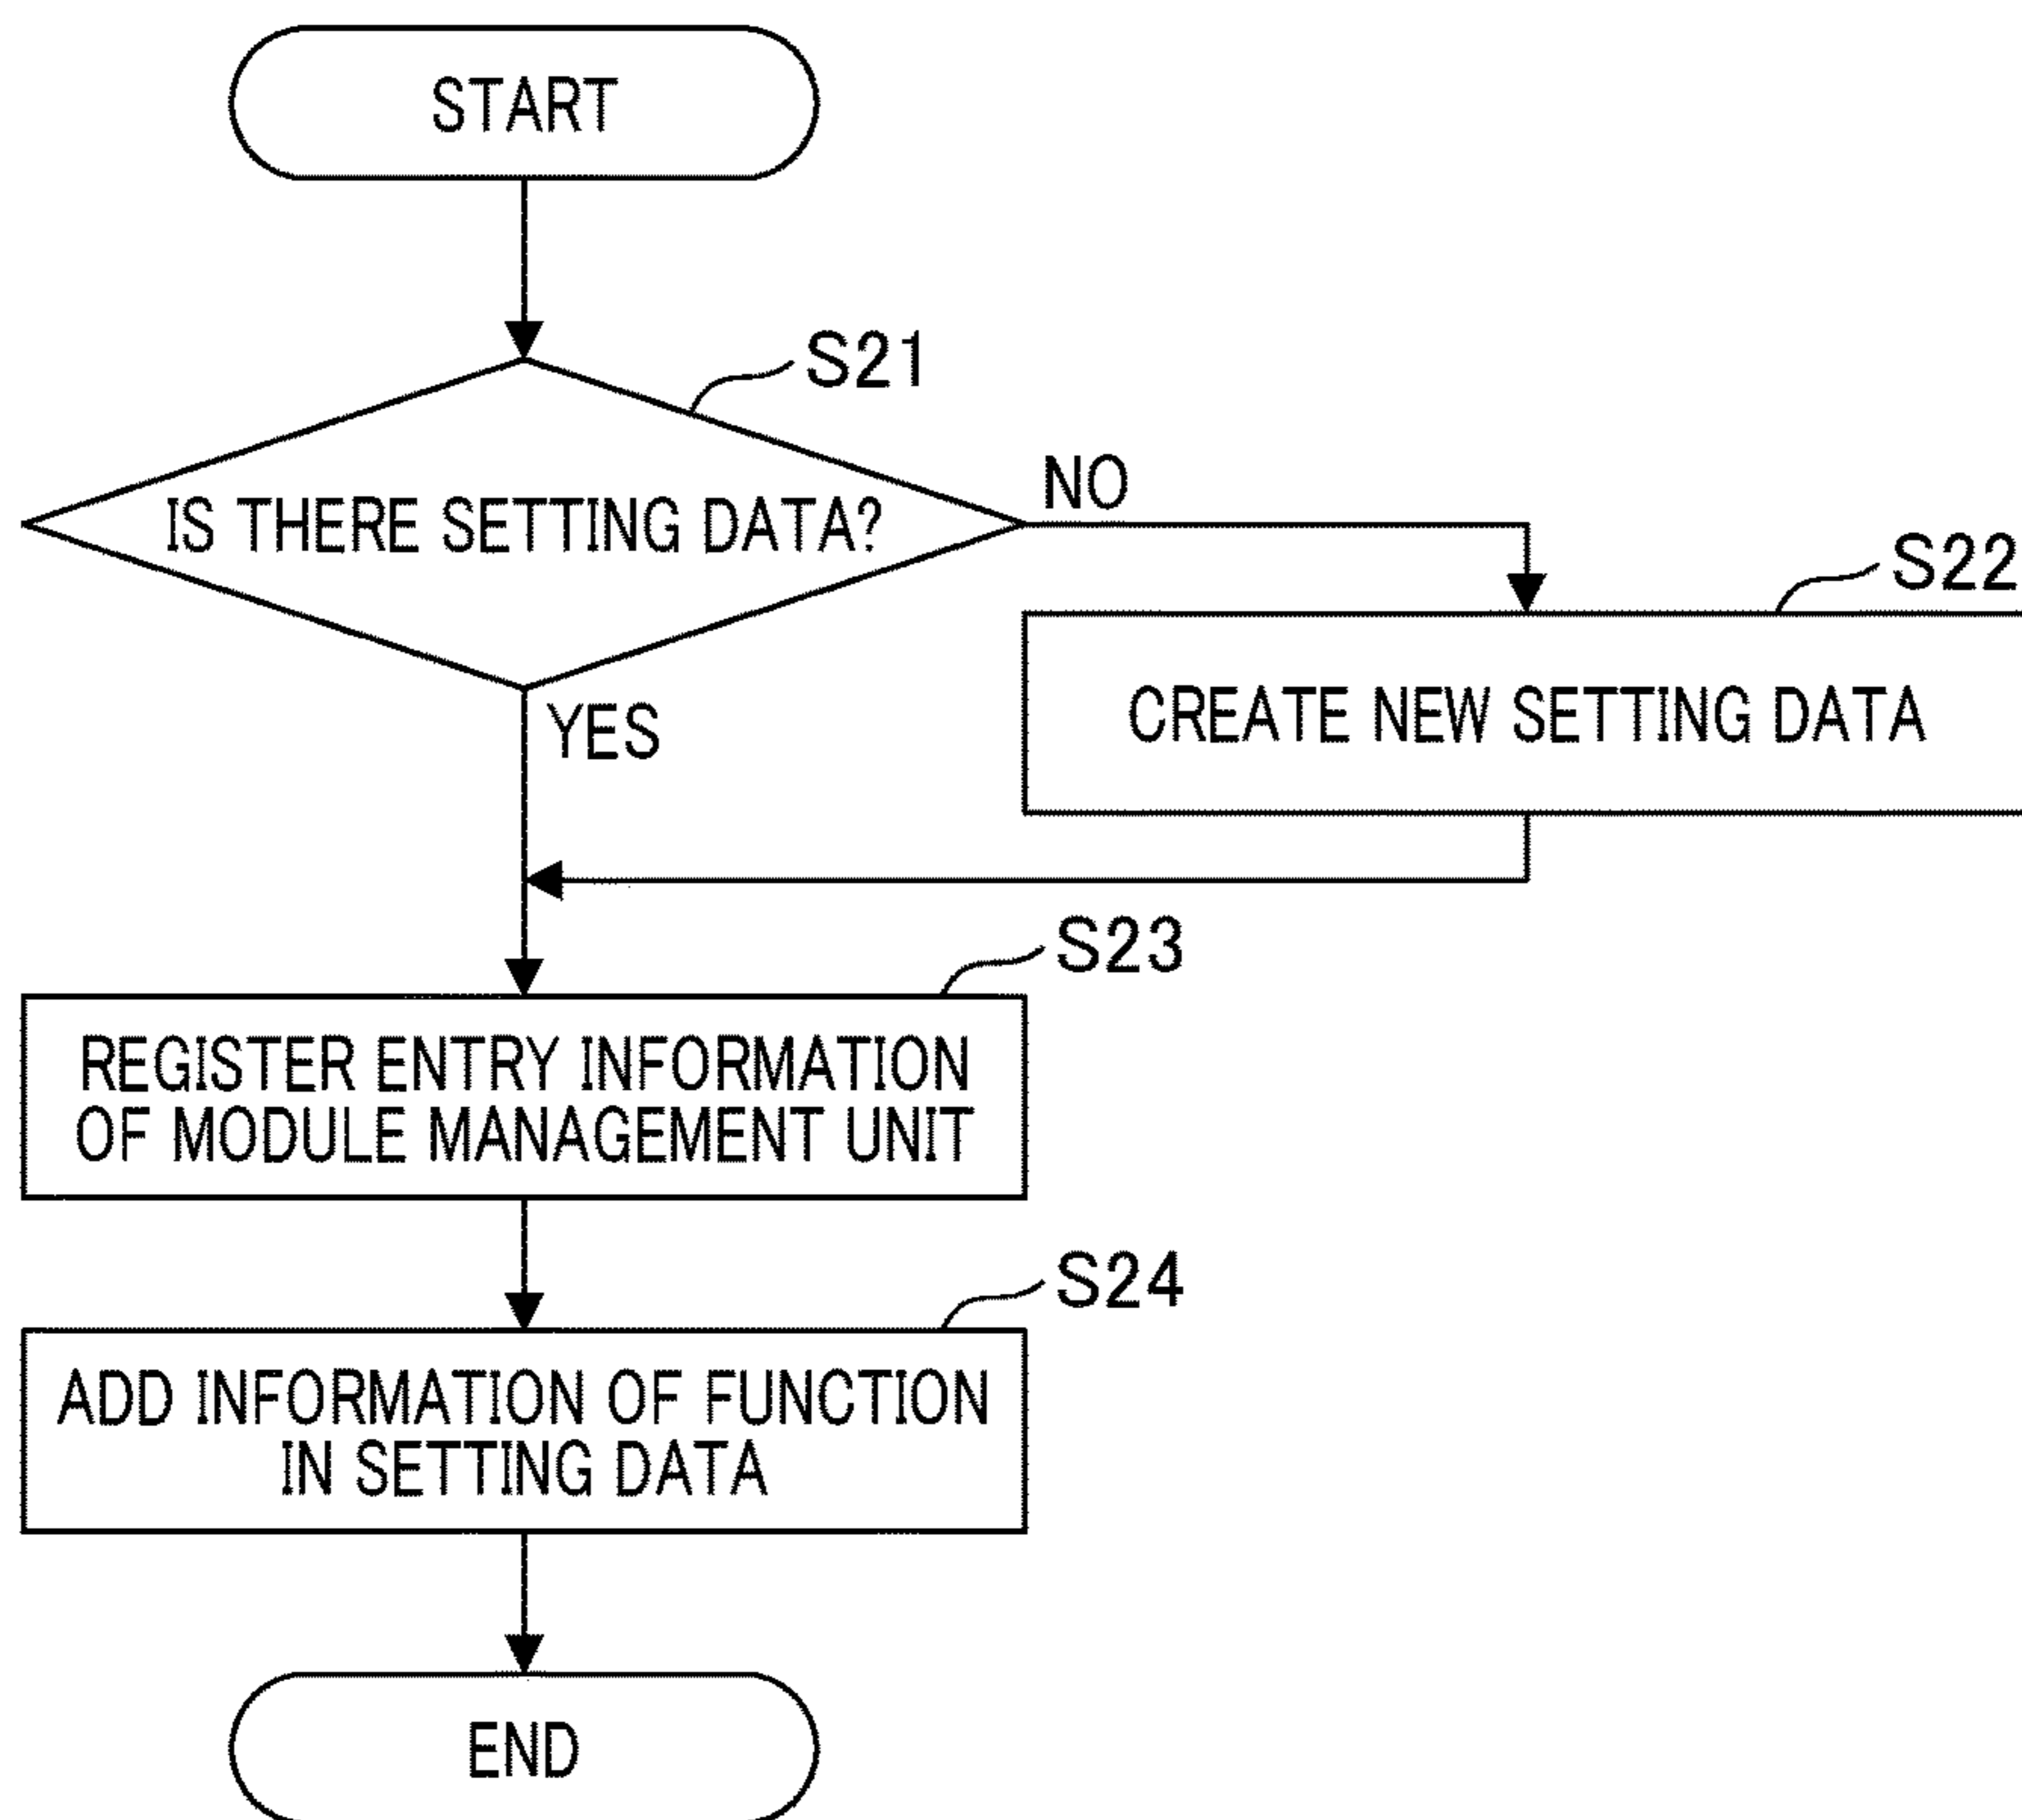 START
S21
IS THERE SETTING DATA?
NO
S22
CREATE NEW SETTING DATA
YES
S23
REGISTER ENTRY INFORMATION
OF MODULE MANAGEMENT UNIT
S24
ADD INFORMATION OF FUNCTION
IN SETTING DATA
END